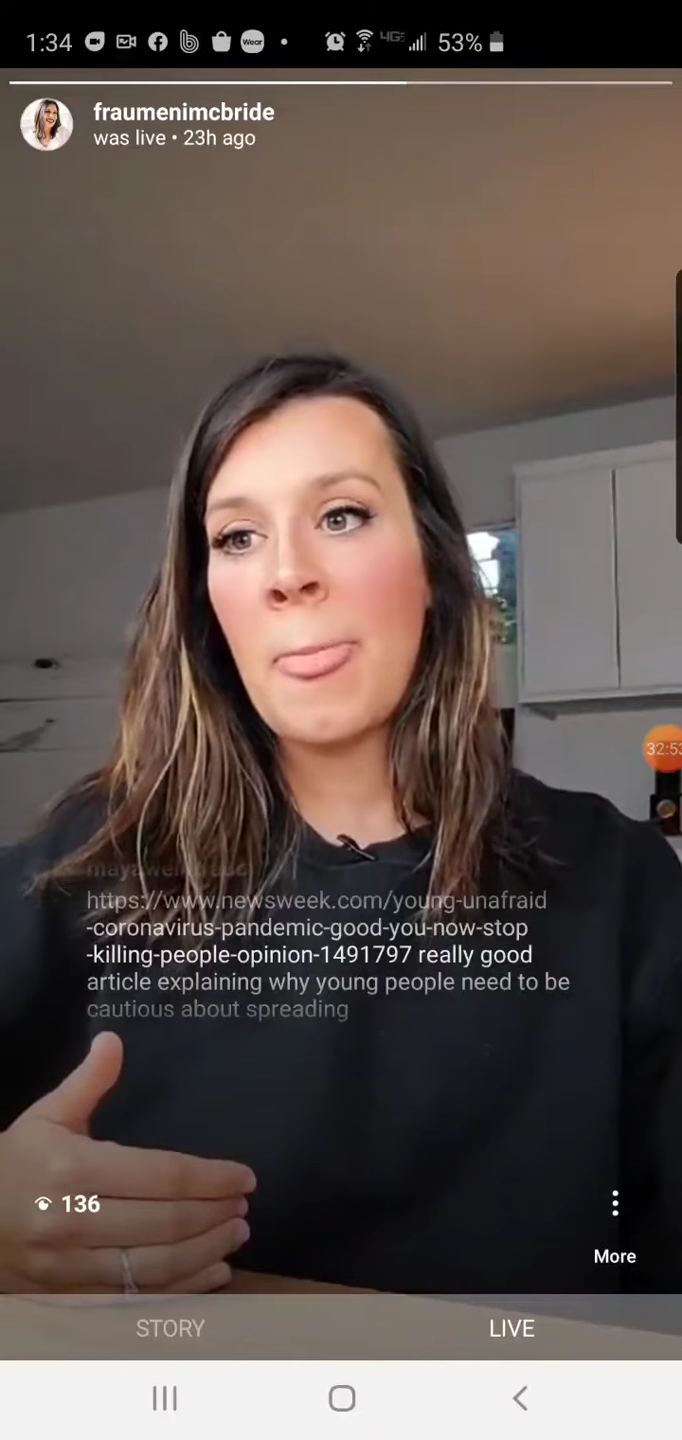 1:34
Wear
4GE
53%
fraumenimcbride
was live • 23h ago
32:53
https://www.newsweek.com/young-unafraid
-coronavirus-pandemic-good-you-now-stop
-killing-people-opinion-1491797 really good
article explaining why young people need to be
cautious about spreading
136
More
STORY
LIVE